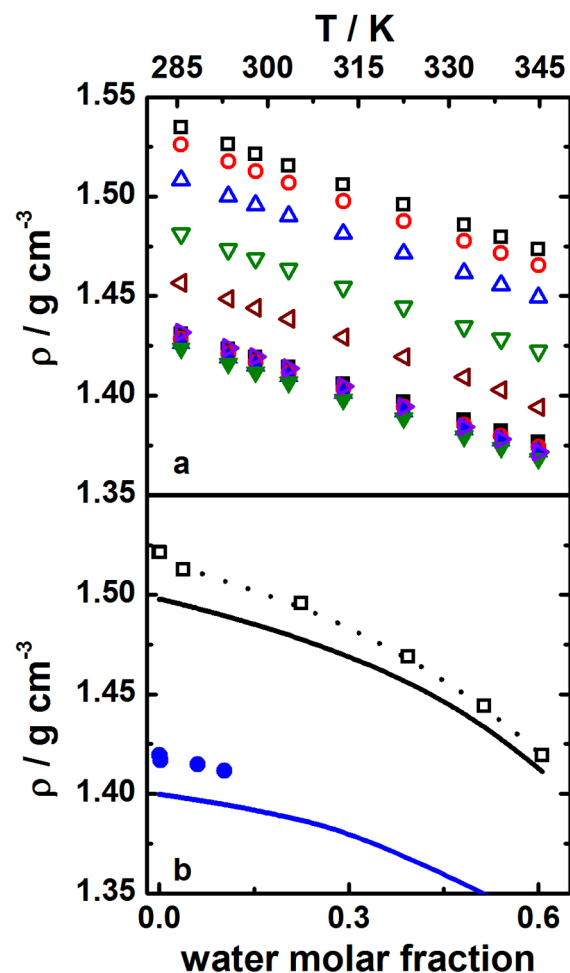 T / K
285 300 315 330 345
1.55
1.50
1.45
1.40
1.35
ρ / g cm⁻³
a
1.50
1.45
1.40
1.35
ρ / g cm⁻³
b
0.0 0.3 0.6
water molar fraction